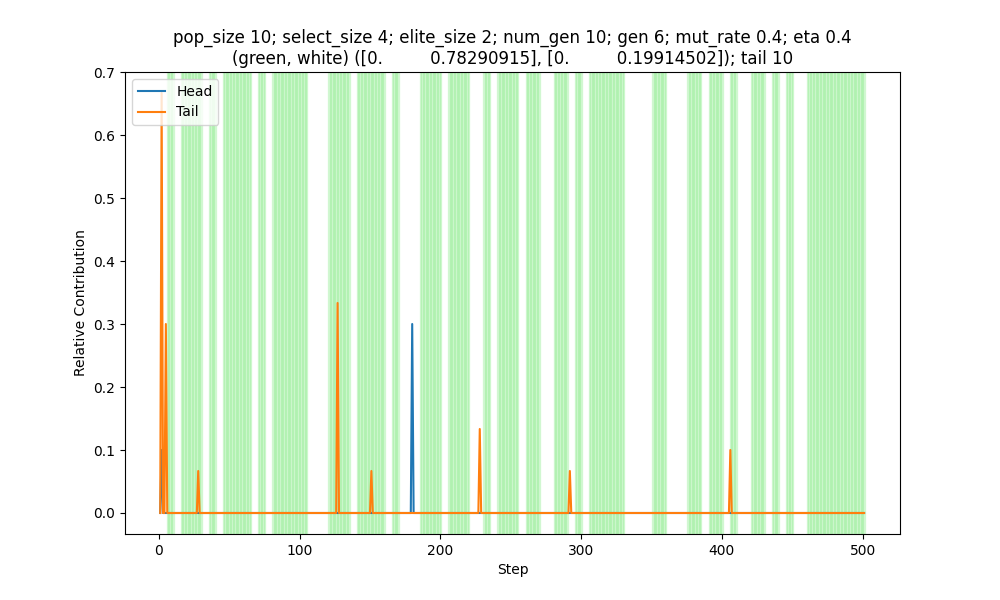 pop_size 10; select_size 4; elite_size 2; num_gen 10; gen 6; mut_rate 0.4; eta 0.4
(green, white) ([0.         0.78290915], [0.         0.19914502]); tail 10
0.7
Head
Tail
0.6
0.5
0.4
0.3
0.2
0.1
0.0
Relative Contribution
0
100
200
300
400
500
Step